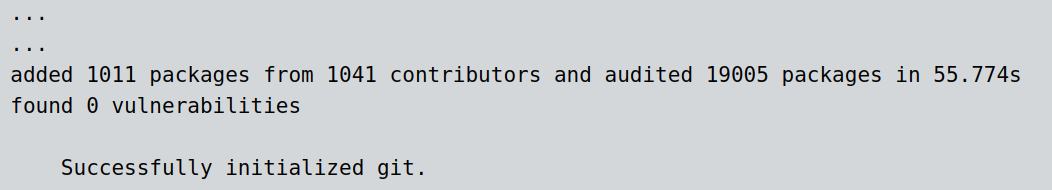 ...
...
added 1011 packages from 1041 contributors and audited 19005 packages in 55.774s
found 0 vulnerabilities
Successfully initialized git.